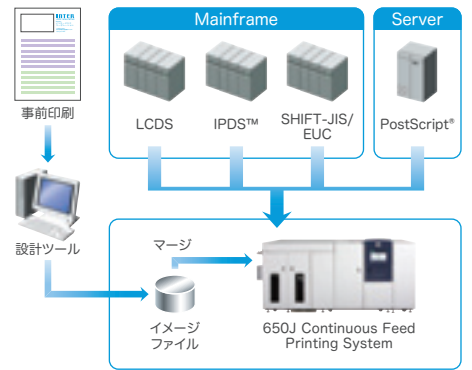 Mainframe
Server
事前印刷
LCDS
IPDS™
SHIFT-JIS/
EUC
PostScript®
設計ツール
マージ
イメージ
ファイル
650J Continuous Feed
Printing System